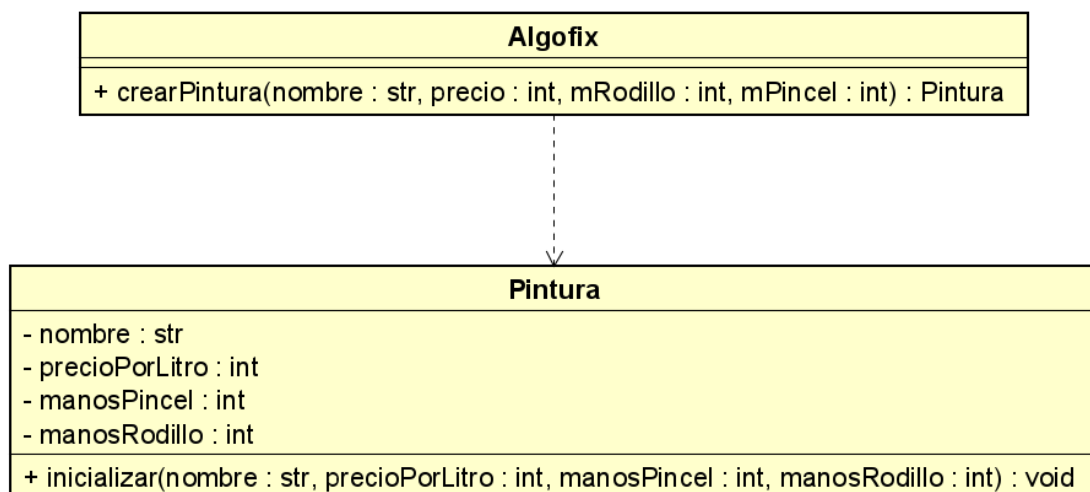 Algofix
+ crearPintura(nombre : str, precio : int, mRodillo : int, mPincel : int) : Pintura
Pintura
- nombre : str
- precioPorLitro : int
- manosPincel : int
- manosRodillo : int
+ inicializar(nombre : str, precioPorLitro : int, manosPincel : int, manosRodillo : int) : void